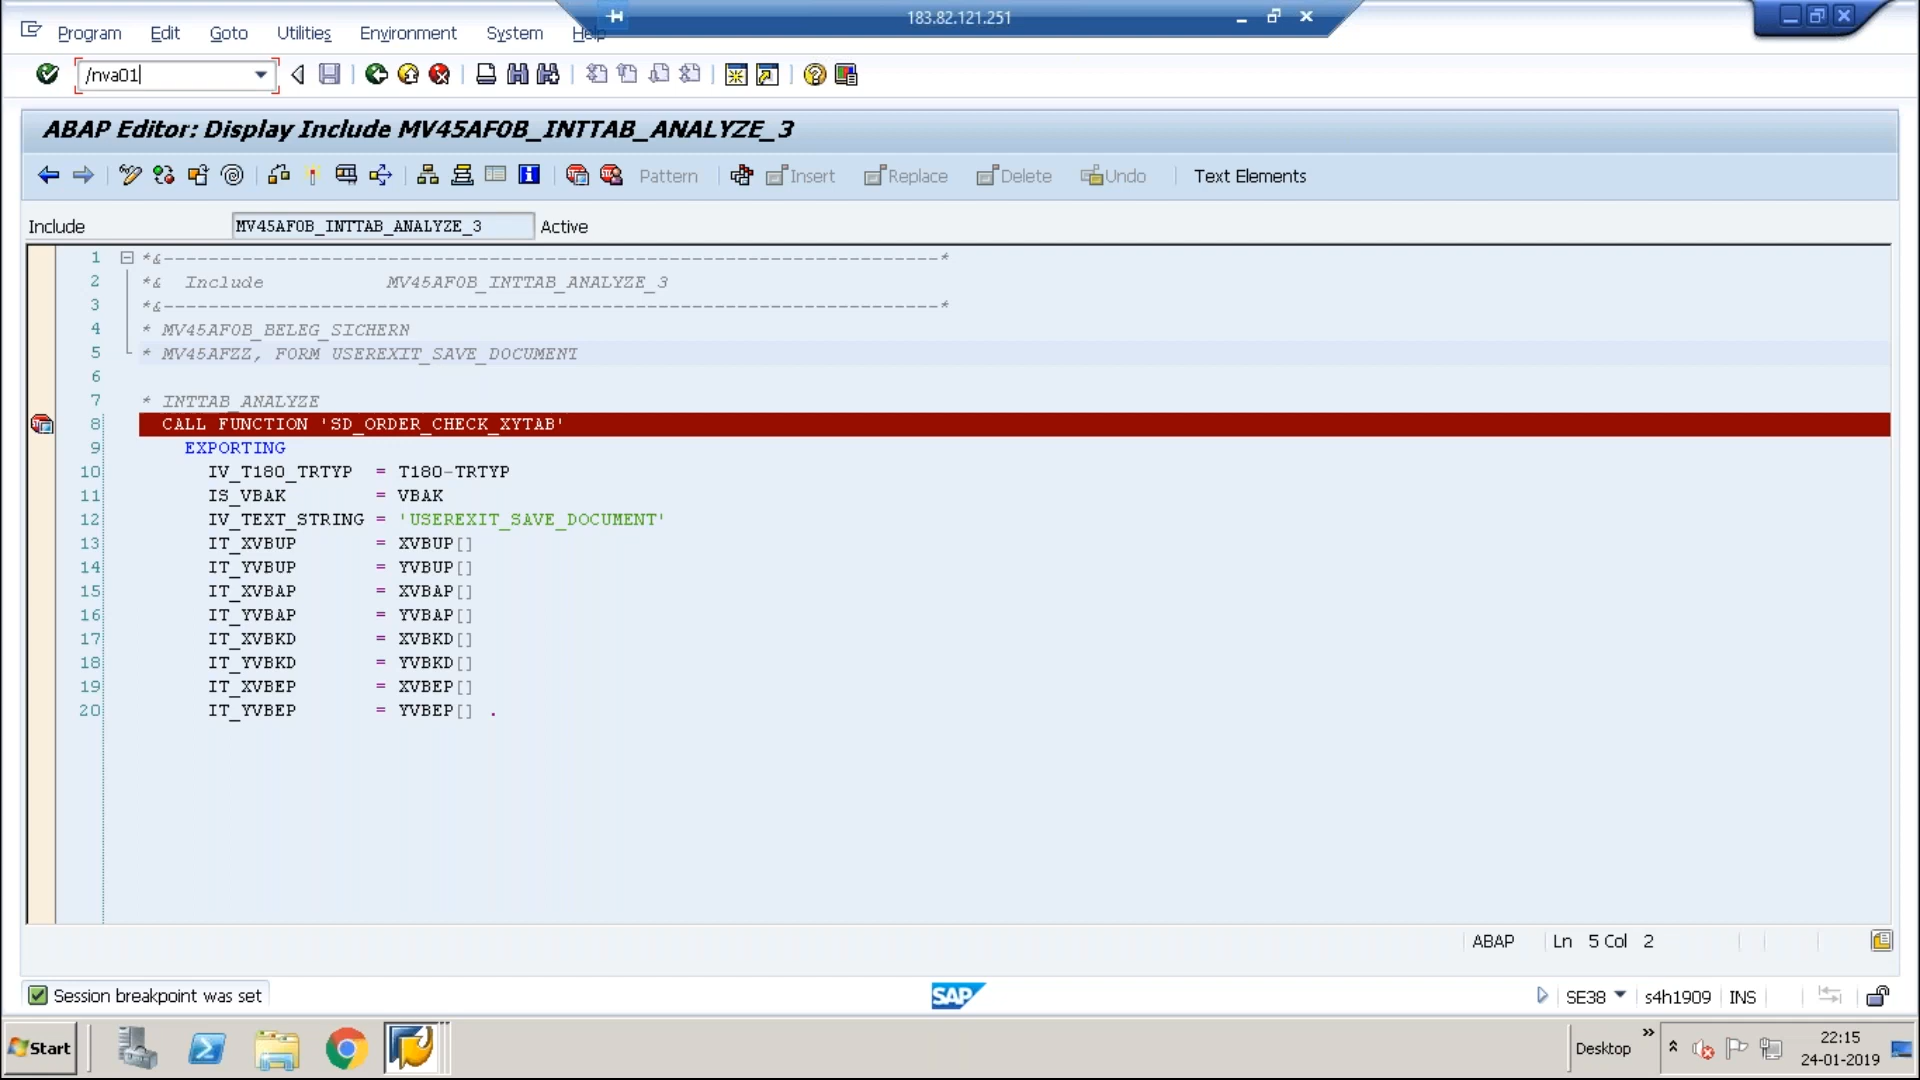 183.82.121.251
Program Edit Goto Utilities Environment System Help
/nva01
ABAP Editor: Display Include MV45AF0B_INTTAB_ANALYZE_3
Pattern Insert Replace Delete Undo Text Elements
Include MV45AF0B_INTTAB_ANALYZE_3 Active
1 *&---------------------------------------------------------------------*
2 *&  Include           MV45AF0B_INTTAB_ANALYZE_3
3 *&---------------------------------------------------------------------*
4 * MV45AF0B_BELEG_SICHERN
5 * MV45AFZZ, FORM USEREXIT_SAVE_DOCUMENT
6
7 * INTTAB_ANALYZE
8 CALL FUNCTION 'SD_ORDER_CHECK_XYTAB'
9 EXPORTING
10 IV_T180_TRTYP = T180-TRTYP
11 IS_VBAK = VBAK
12 IV_TEXT_STRING = 'USEREXIT_SAVE_DOCUMENT'
13 IT_XVBUP = XVBUP[]
14 IT_YVBUP = YVBUP[]
15 IT_XVBAP = XVBAP[]
16 IT_YVBAP = YVBAP[]
17 IT_XVBKD = XVBKD[]
18 IT_YVBKD = YVBKD[]
19 IT_XVBEP = XVBEP[]
20 IT_YVBEP = YVBEP[] .
ABAP Ln 5 Col 2
Session breakpoint was set SAP SE38 s4h1909 INS
Start Desktop 22:15
24-01-2019